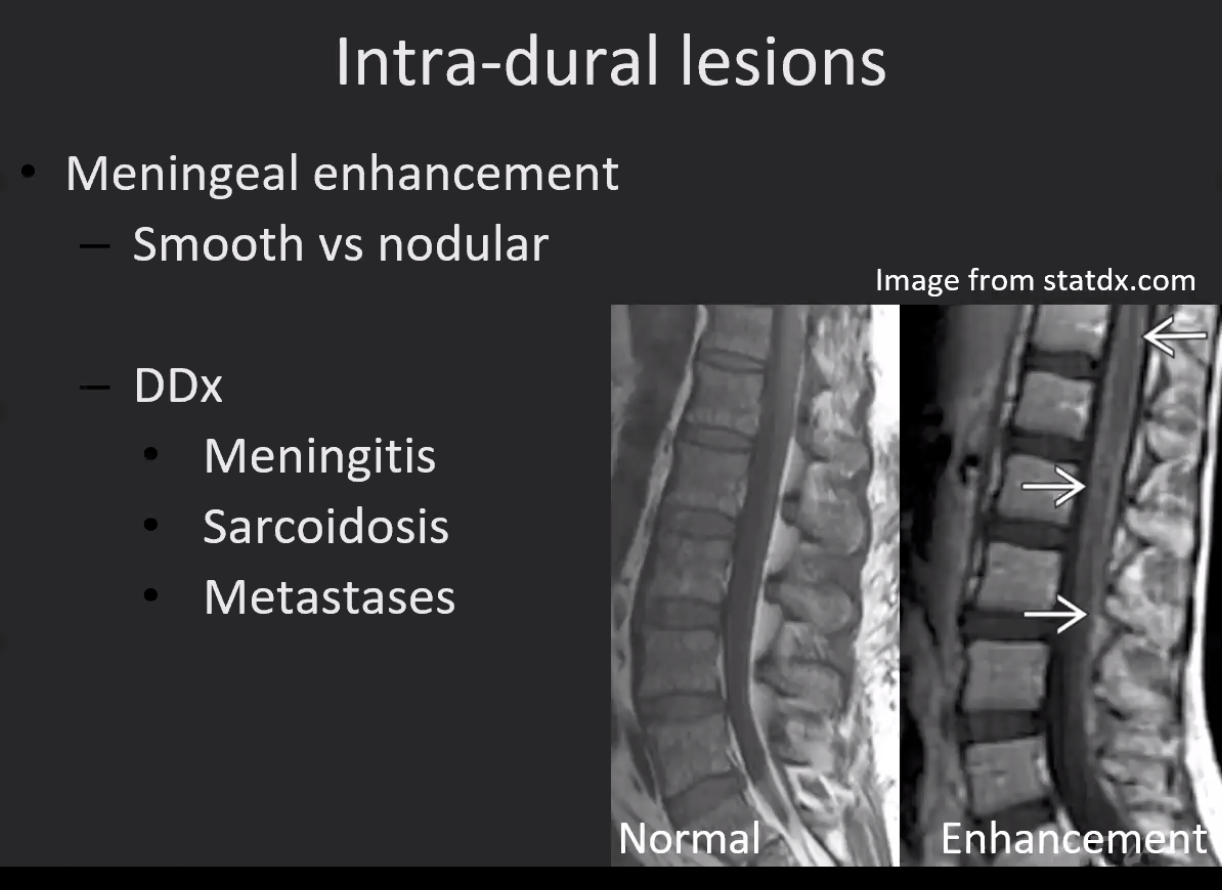 Intra-dural lesions
• Meningeal enhancement
– Smooth vs nodular
Image from statdx.com
– DDx
• Meningitis
• Sarcoidosis
• Metastases
Normal
Enhancement